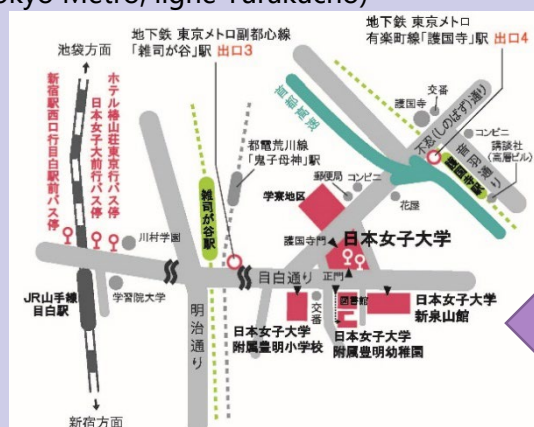 okyo Metro, ligne Yurakucho)
地下鉄 東京メトロ副都心線
「雑司が谷」駅 出口3
地下鉄 東京メトロ
有楽町線「護国寺」駅 出口4
池袋方面
新宿駅西口行目白駅前バス停
日本女子大前行バス停
ホテル椿山荘東京行バス停
都電荒川線
「鬼子母神」駅
首都高速
護国寺
交番
不忍(しのばず)通り
コンビニ
音羽通り
講談社
(高層ビル)
護国寺駅
郵便局
コンビニ
花屋
学寮地区
雑司が谷駅
川村学園
護国寺門
日本女子大学
目白通り
正門
JR山手線
目白駅
学習院大学
明治通り
交番
図書館
日本女子大学
新泉山館
日本女子大学
附属豊明小学校
日本女子大学
附属豊明幼稚園
新宿方面